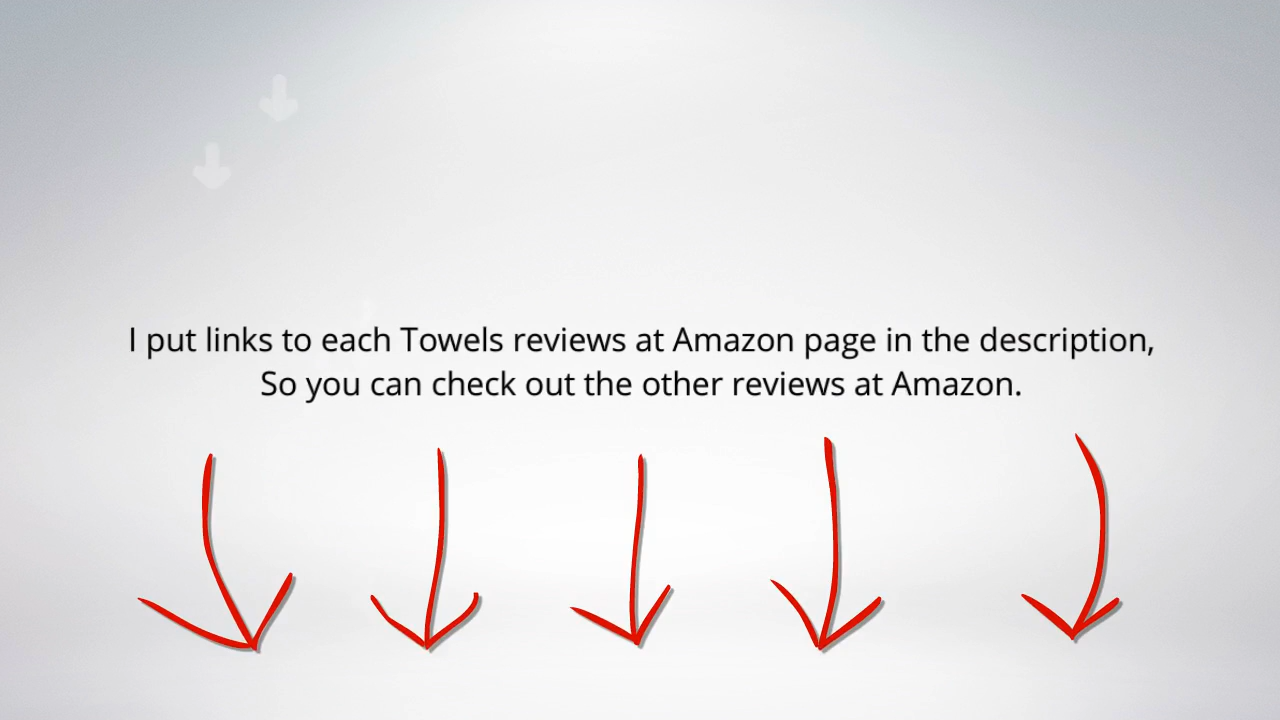 I put links to each Towels reviews at Amazon page in the description,
So you can check out the other reviews at Amazon.